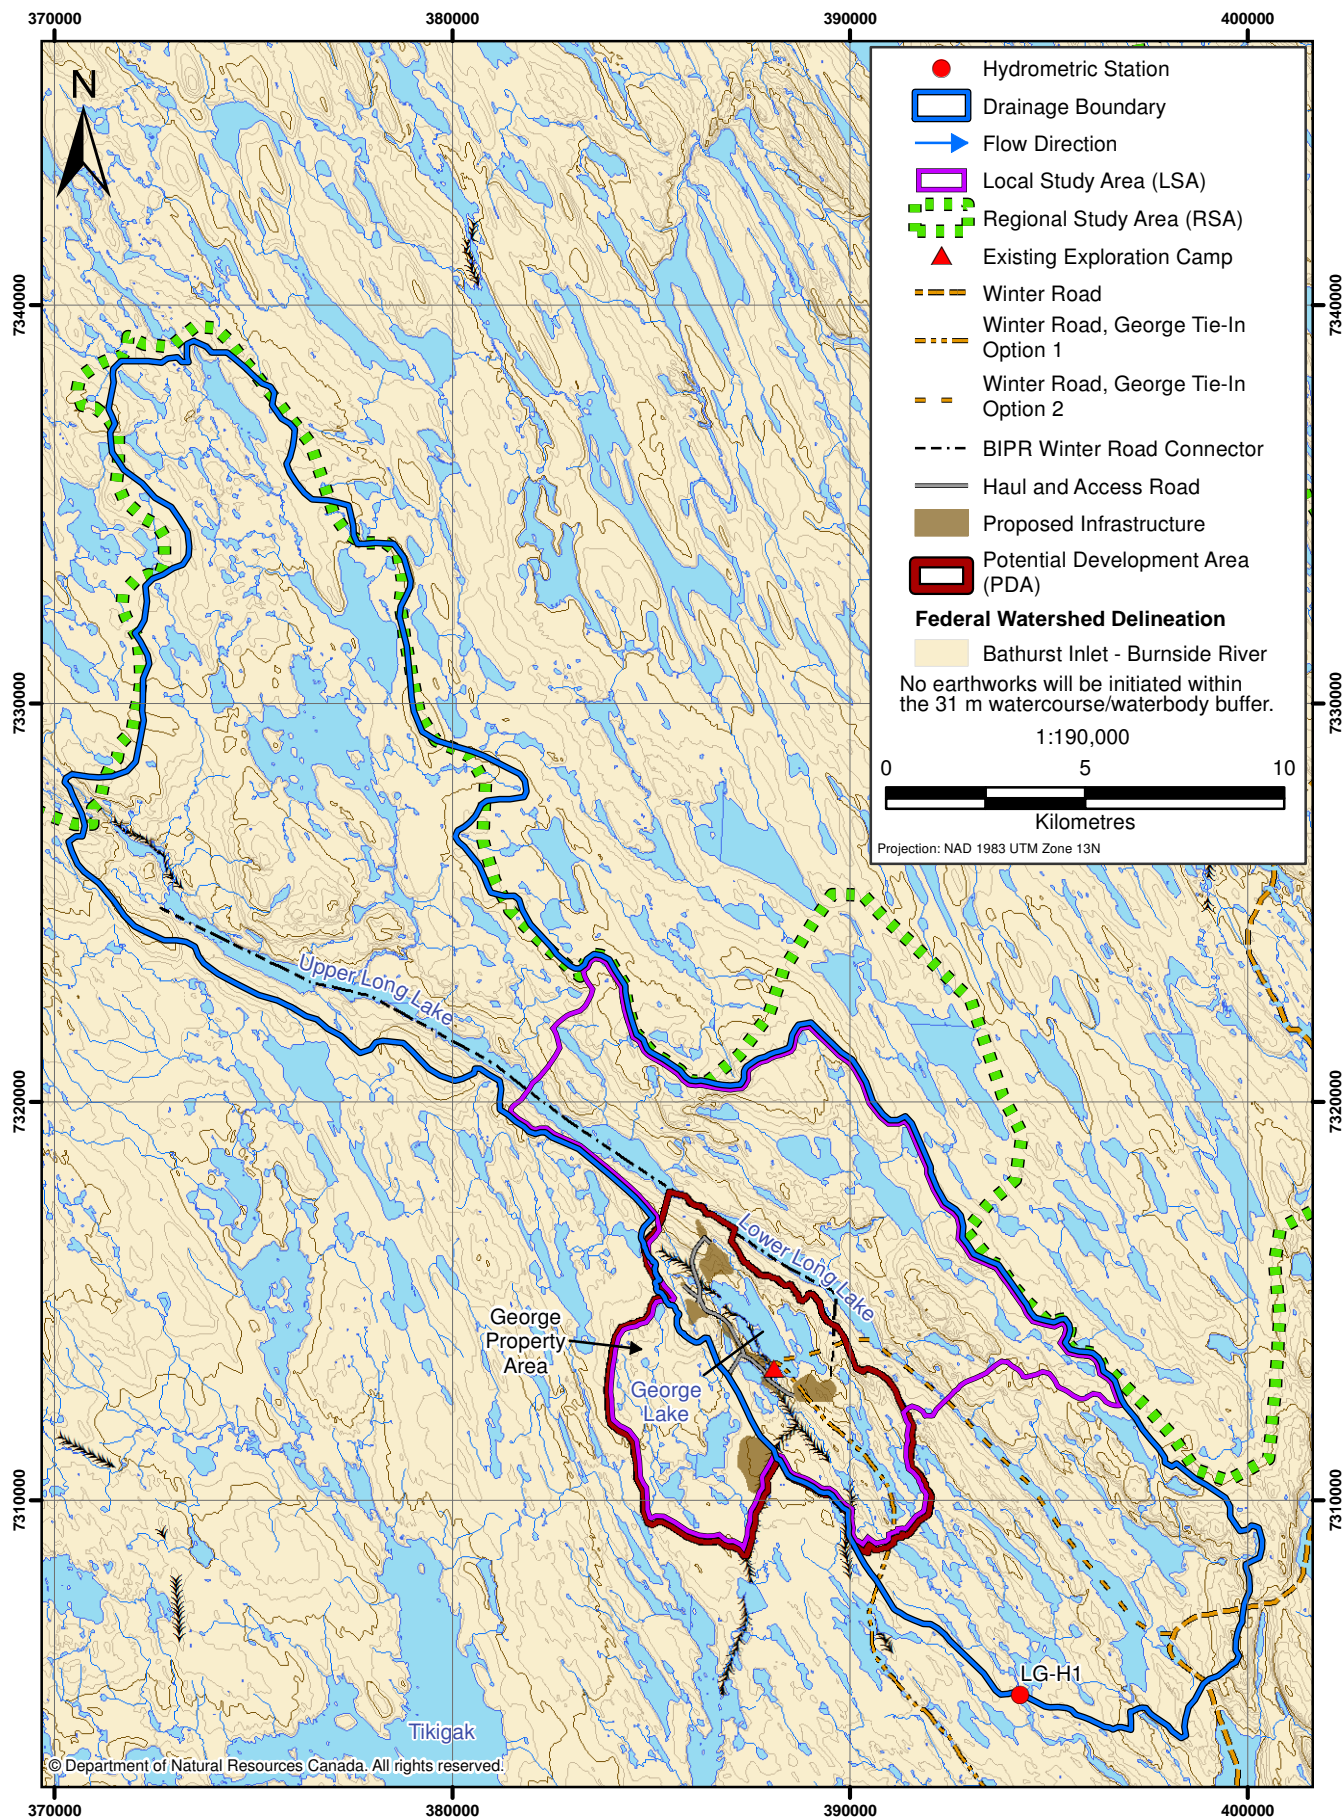 370000
380000
390000
400000
N
Hydrometric Station
Drainage Boundary
Flow Direction
Local Study Area (LSA)
Regional Study Area (RSA)
Existing Exploration Camp
Winter Road
Winter Road, George Tie-In
Option 1
Winter Road, George Tie-In
Option 2
BIPR Winter Road Connector
Haul and Access Road
Proposed Infrastructure
Potential Development Area
(PDA)
Federal Watershed Delineation
Bathurst Inlet - Burnside River
No earthworks will be initiated within
the 31 m watercourse/waterbody buffer.
1:190,000
0
5
10
Kilometres
Projection: NAD 1983 UTM Zone 13N
7340000
7340000
7330000
7330000
Upper Long Lake
7320000
7320000
Lower Long Lake
George
Property
Area
George
Lake
7310000
7310000
LG-H1
Tikigak
© Department of Natural Resources Canada. All rights reserved.
370000
380000
390000
400000